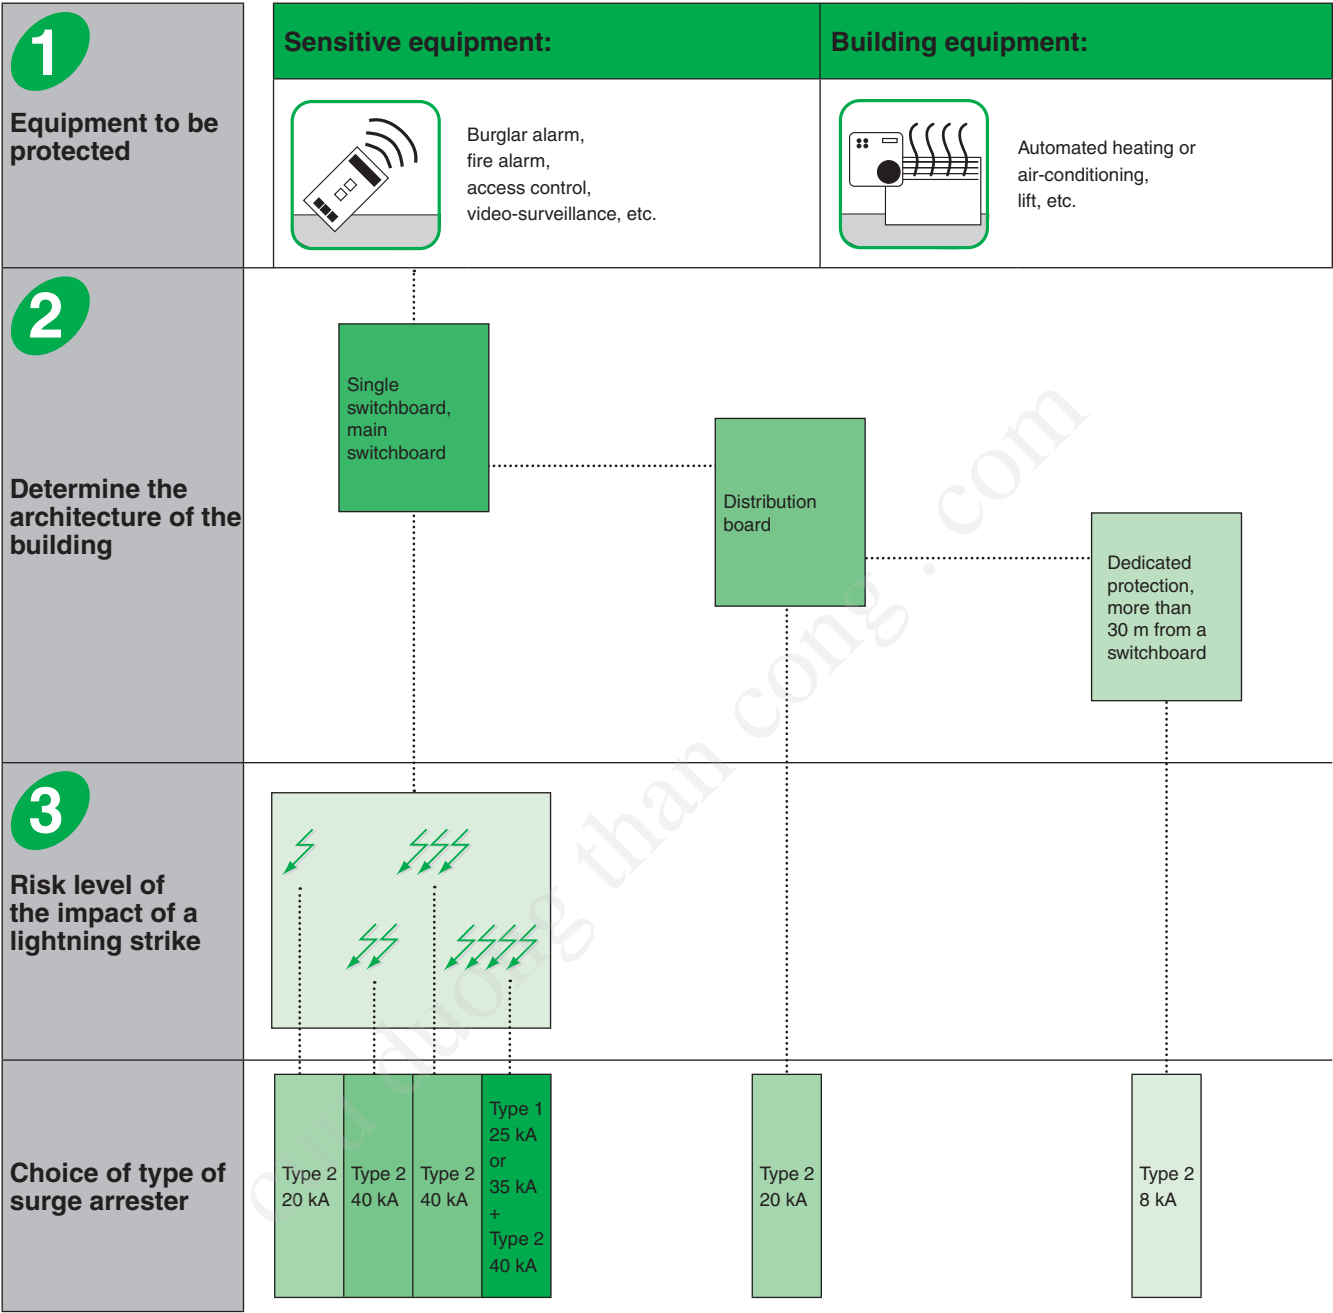 1
Equipment to be
protected
Sensitive equipment:
Building equipment:
Burglar alarm,
fire alarm,
access control,
video-surveillance, etc.
Automated heating or
air-conditioning,
lift, etc.
2
Determine the
architecture of the
building
Single
switchboard,
main
switchboard
Distribution
board
Dedicated
protection,
more than
30 m from a
switchboard
3
Risk level of
the impact of a
lightning strike
Choice of type of
surge arrester
Type 2
20 kA
Type 2
40 kA
Type 2
40 kA
Type 1
25 kA
or
35 kA
+
Type 2
40 kA
Type 2
20 kA
Type 2
8 kA
cuu duong than cong . com